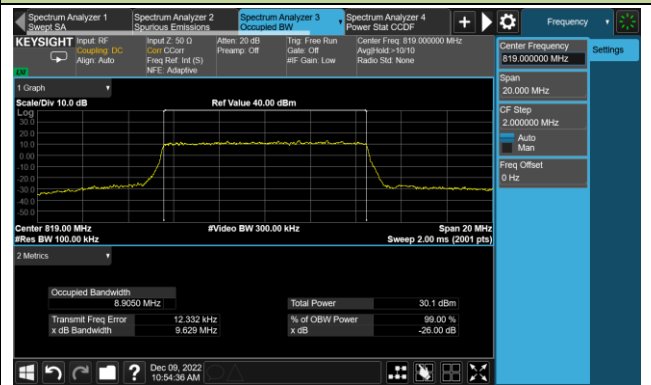 Spectrum Analyzer 1
Swept SA
Spectrum Analyzer 2
Spurious Emissions
Spectrum Analyzer 3
Occupied BW
Spectrum Analyzer 4
Power Stat CCDF
Frequency
KEYSIGHT
Input: RF
Coupling: DC
Align: Auto
Input Z: 50 Ω
Corr CCorr
Freq Ref: Int (S)
NFE: Adaptive
Atten: 20 dB
Preamp: Off
Trig: Free Run
Gate: Off
#IF Gain: Low
Center Freq: 819.000000 MHz
Avg|Hold:>10/10
Radio Std: None
Center Frequency
819.000000 MHz
Settings
Span
20.000 MHz
CF Step
2.000000 MHz
Auto
Man
Freq Offset
0 Hz
1 Graph
Scale/Div 10.0 dB
Ref Value 40.00 dBm
Log
30.0
20.0
10.0
0.00
-10.0
-20.0
-30.0
-40.0
-50.0
Center 819.00 MHz
#Video BW 300.00 kHz
Span 20 MHz
#Res BW 100.00 kHz
Sweep 2.00 ms (2001 pts)
2 Metrics
Occupied Bandwidth
8.9050 MHz
Total Power 30.1 dBm
Transmit Freq Error 12.332 kHz
% of OBW Power 99.00 %
x dB Bandwidth 9.629 MHz
x dB -26.00 dB
?
Dec 09, 2022
10:54:36 AM